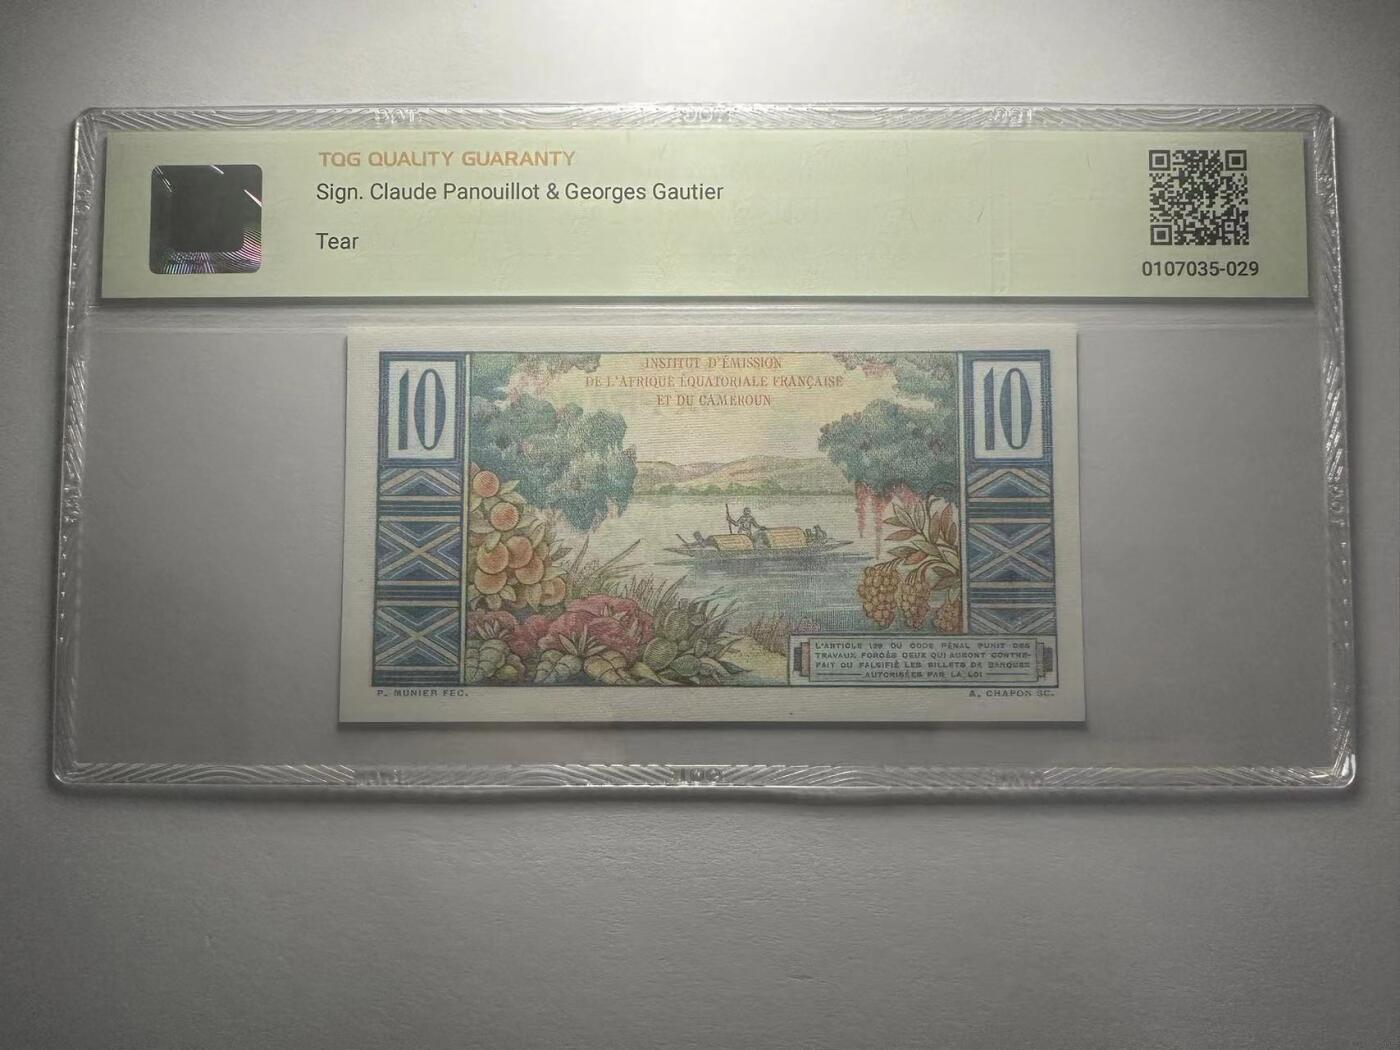 TQG QUALITY GUARANTY
Sign. Claude Panouillot & Georges Gautier
Tear
0107035-029
10
INSTITUT D'ÉMISSION
DE L'AFRIQUE ÉQUATORIALE FRANÇAISE
ET DU CAMEROUN
10
L'ARTICLE 139 DU CODE PÉNAL PUNIT DES
TRAVAUX FORCÉS CEUX QUI AURONT CONTRE-
FAIT OU FALSIFIÉ LES BILLETS DE BANQUES
AUTORISÉES PAR LA LOI
P. MUNIER FEC.
A. CHAPON SC.
TQG